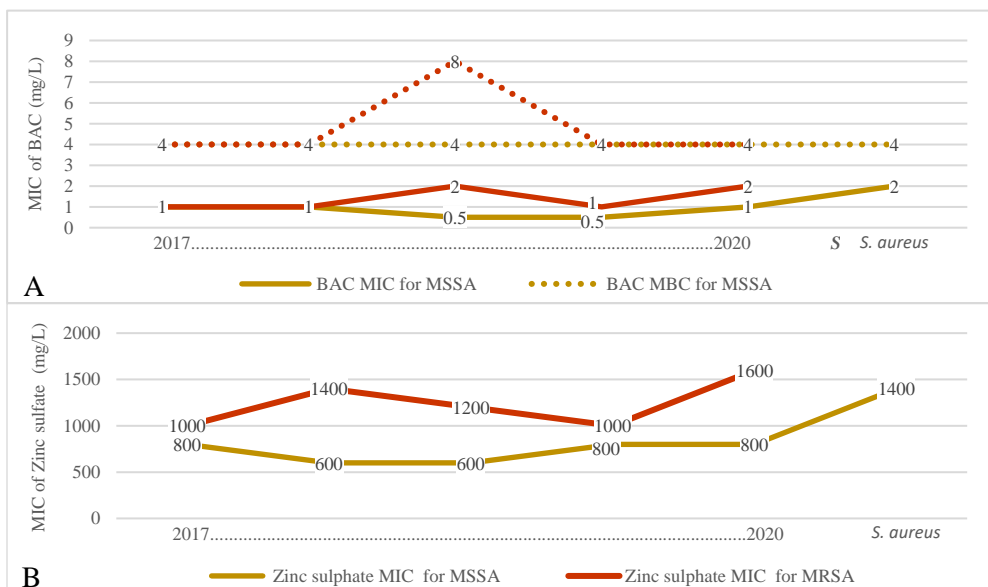 MIC of BAC (mg/L)
9
8
7
6
5
4
3
2
1
0
8
4 4 4 4 4 4
1 1 2 1 2
0.5 0.5 1 2
2017..........................................................................................2020 S S. aureus
BAC MIC for MSSA BAC MBC for MSSA
A
MIC of Zinc sulfate (mg/L)
2000
1500
1000
500
0
1000 1400 1200 1000 1600
800 600 600 800 800 1400
2017..........................................................................................2020 S. aureus
Zinc sulphate MIC for MSSA Zinc sulphate MIC for MRSA
B